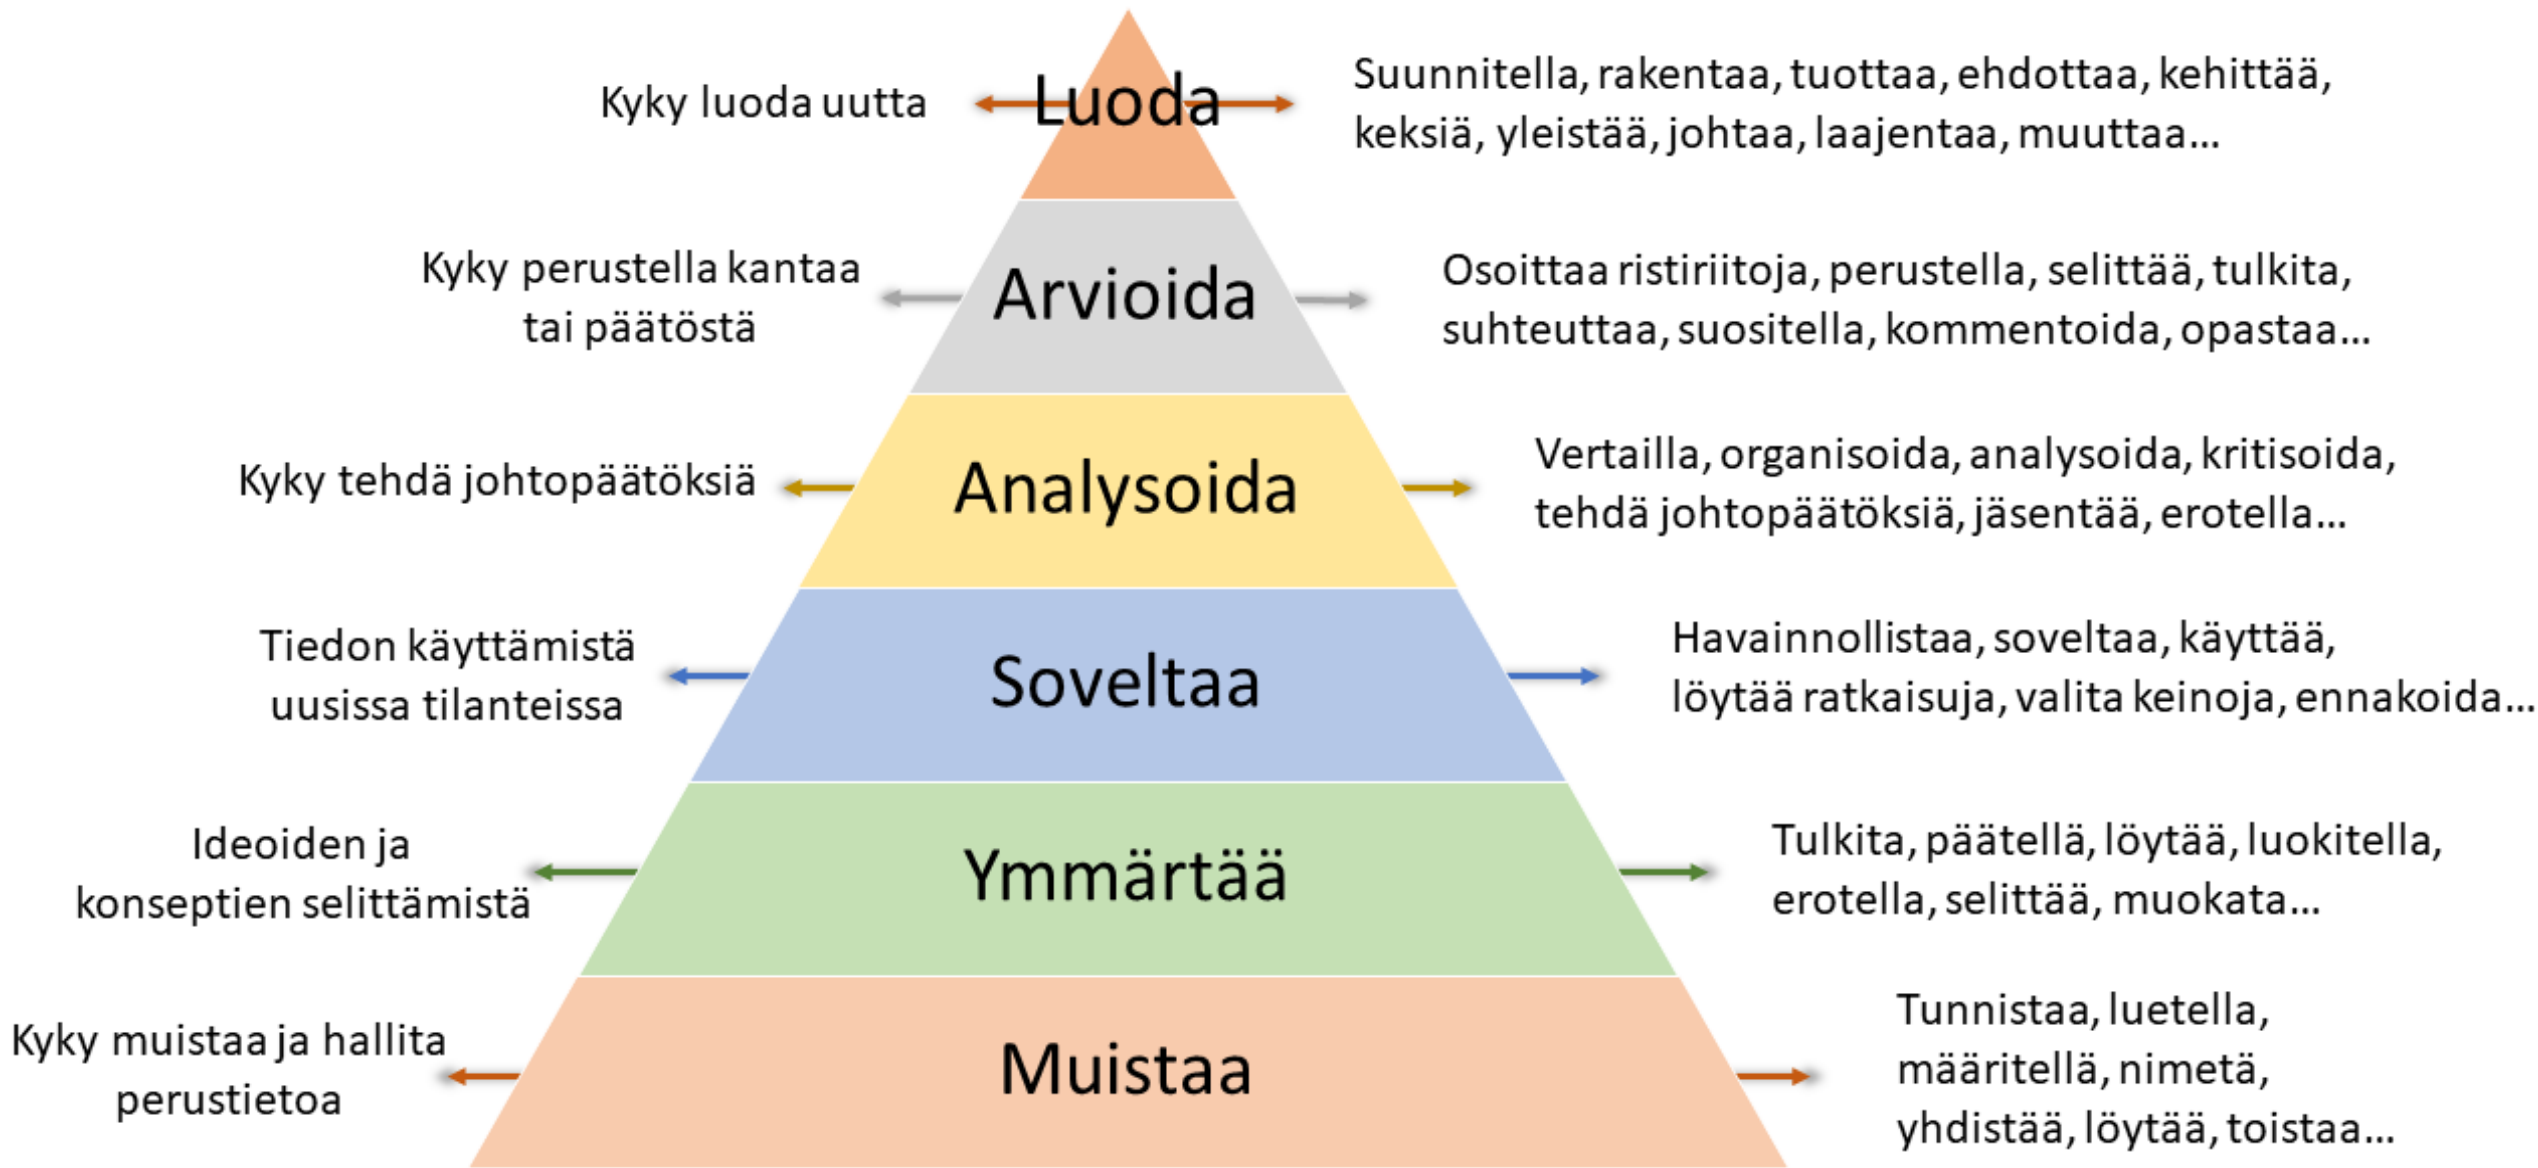 Kyky luoda uutta
Luoda
Suunnitella, rakentaa, tuottaa, ehdottaa, kehittää,
keksiä, yleistää, johtaa, laajentaa, muuttaa…
Kyky perustella kantaa
tai päätöstä
Arvioida
Osoittaa ristiriitoja, perustella, selittää, tulkita,
suhteuttaa, suositella, kommentoida, opastaa…
Kyky tehdä johtopäätöksiä
Analysoida
Vertailla, organisoida, analysoida, kritisoida,
tehdä johtopäätöksiä, jäsentää, erotella…
Tiedon käyttämistä
uusissa tilanteissa
Soveltaa
Havainnollistaa, soveltaa, käyttää,
löytää ratkaisuja, valita keinoja, ennakoida…
Ideoiden ja
konseptien selittämistä
Ymmärtää
Tulkita, päätellä, löytää, luokitella,
erotella, selittää, muokata…
Kyky muistaa ja hallita
perustietoa
Muistaa
Tunnistaa, luetella,
määritellä, nimetä,
yhdistää, löytää, toistaa…